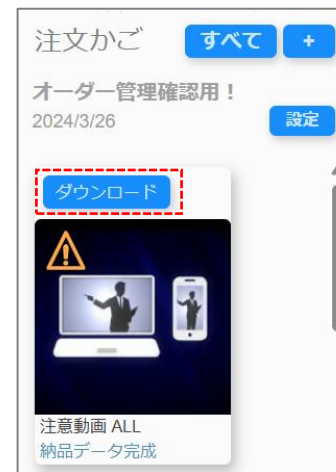 注文かご すべて +
オーダー管理確認用！
2024/3/26 設定
ダウンロード
注意動画 ALL
納品データ完成